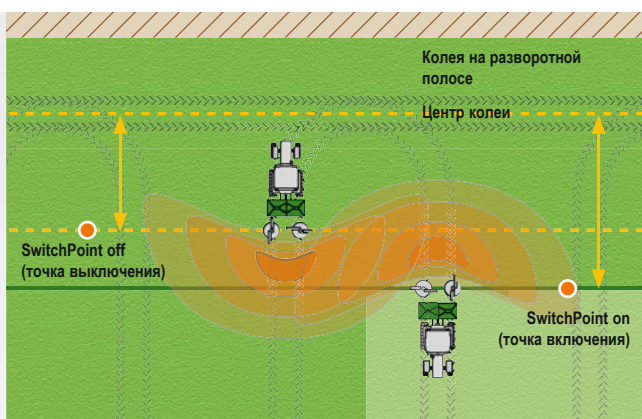 Колея на разворотной
полосе
Центр колеи
SwitchPoint off
(точка выключения)
SwitchPoint on
(точка включения)